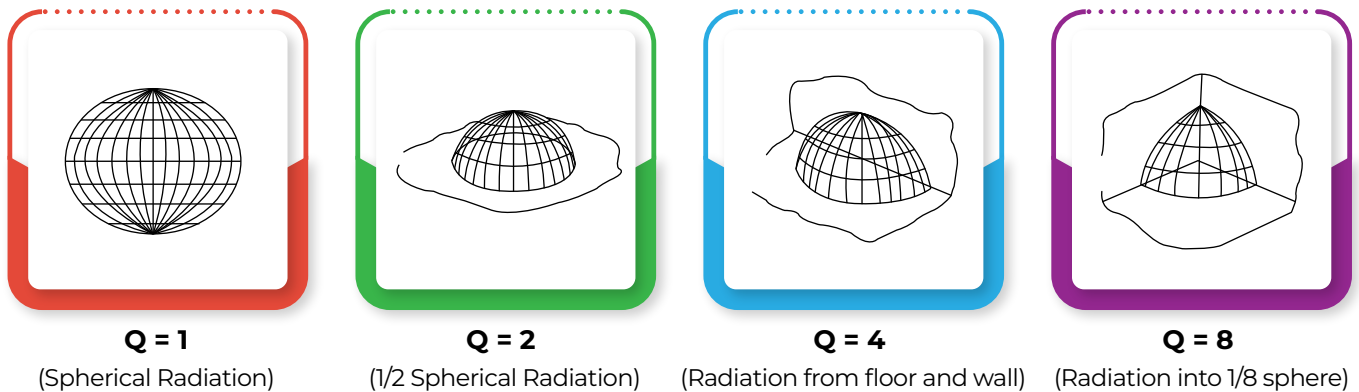 Q = 1
(Spherical Radiation)
Q = 2
(1/2 Spherical Radiation)
Q = 4
(Radiation from floor and wall)
Q = 8
(Radiation into 1/8 sphere)